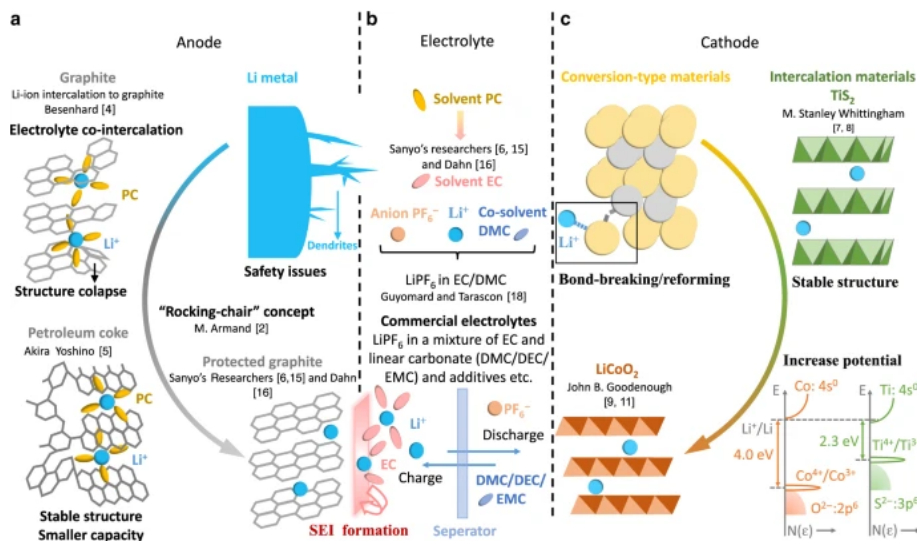 a
Anode
Graphite
Li-ion intercalation to graphite
Besenhard [4]
Electrolyte co-intercalation
PC
Li⁺
Structure colapse
Petroleum coke
Akira Yoshino [5]
PC
Li⁺
Stable structure
Smaller capacity
Li metal
Dendrites
Safety issues
“Rocking-chair” concept
M. Armand [2]
Protected graphite
Sanyo's Researchers [6,15] and Dahn
[16]
b
Electrolyte
Solvent PC
Sanyo's researchers [6, 15]
and Dahn [16]
Solvent EC
Anion PF₆⁻
Li⁺
Co-solvent
DMC
LiPF₆ in EC/DMC
Guyomard and Tarascon [18]
Commercial electrolytes
LiPF₆ in a mixture of EC and
linear carbonate (DMC/DEC/
EMC) and additives etc.
Li⁺
EC
Charge
SEI formation
PF₆⁻
Discharge
DMC/DEC/
EMC
Seperator
c
Cathode
Conversion-type materials
Li⁺
Bond-breaking/reforming
Intercalation materials
TiS₂
M. Stanley Whittingham
[7, 8]
Stable structure
LiCoO₂
John B. Goodenough
[9, 11]
Increase potential
E
Co: 4s⁰
Li⁺/Li
4.0 eV
Co⁴⁺/Co³⁺
O²⁻:2p⁶
N(ε)
E
Ti: 4s⁰
2.3 eV
Ti⁴⁺/Ti³⁺
S²⁻:3p⁶
N(ε)